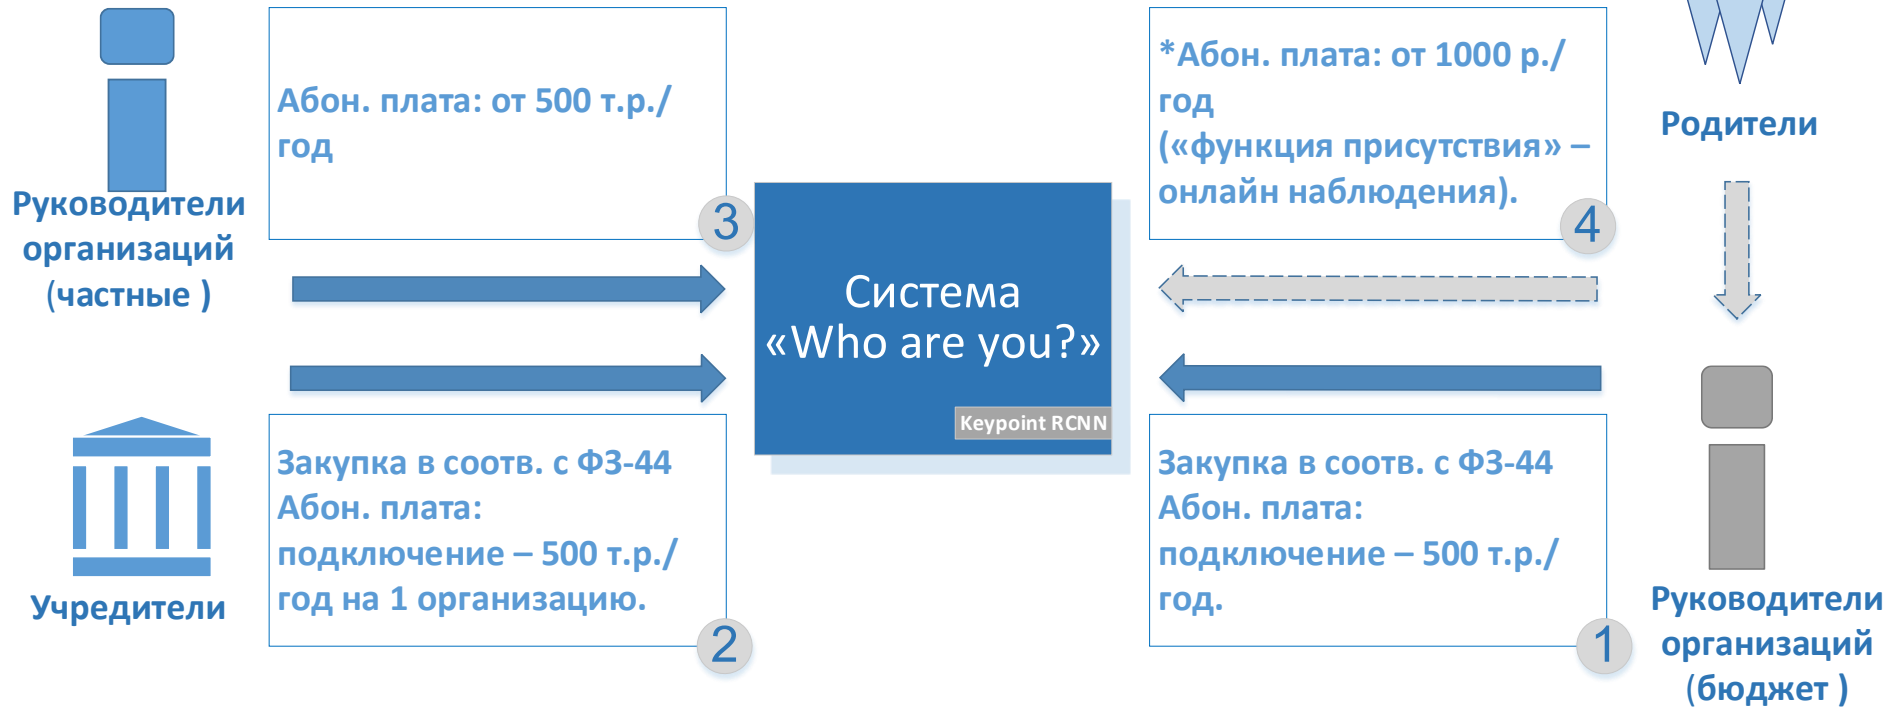 Руководители
организаций
(частные )
Абон. плата: от 500 т.р./
год
3
*Абон. плата: от 1000 р./
год
(«функция присутствия» –
онлайн наблюдения).
4
Родители
Система
«Who are you?»
Keypoint RCNN
Учредители
Закупка в соотв. с ФЗ-44
Абон. плата:
подключение – 500 т.р./
год на 1 организацию.
2
Закупка в соотв. с ФЗ-44
Абон. плата:
подключение – 500 т.р./
год.
1
Руководители
организаций
(бюджет )